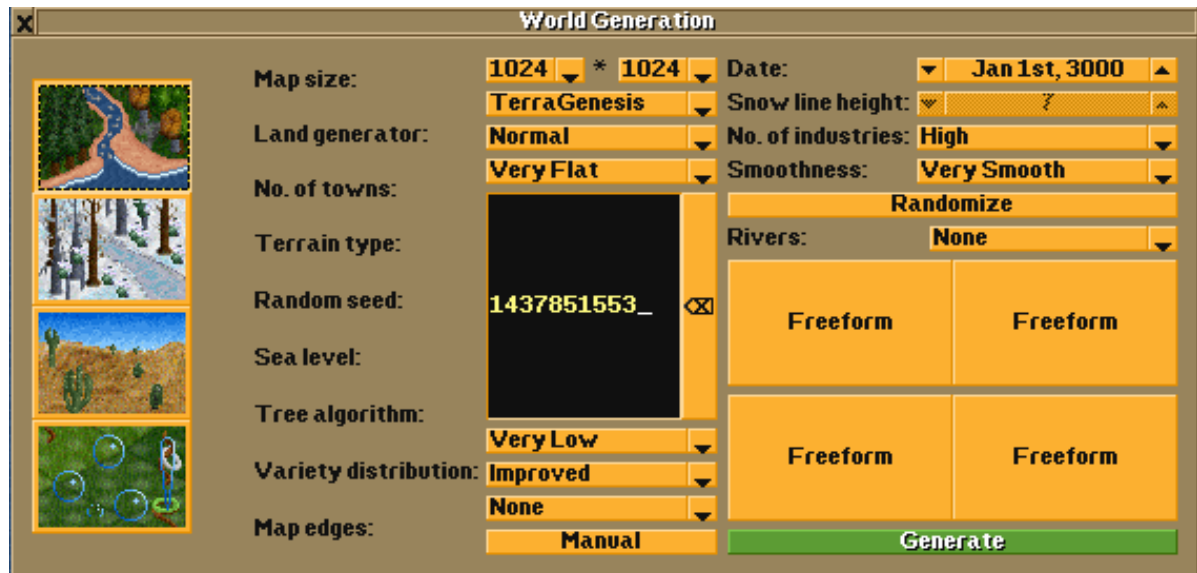 World Generation
Map size:
1024 * 1024
Date:
Jan 1st, 3000
TerraGenesis
Snow line height:
7
Land generator:
Normal
No. of industries:
High
Very Flat
Smoothness:
Very Smooth
No. of towns:
Randomize
Terrain type:
Rivers:
None
Random seed:
1437851553_
Freeform
Freeform
Sea level:
Tree algorithm:
Very Low
Variety distribution:
Improved
Freeform
Freeform
None
Map edges:
Manual
Generate